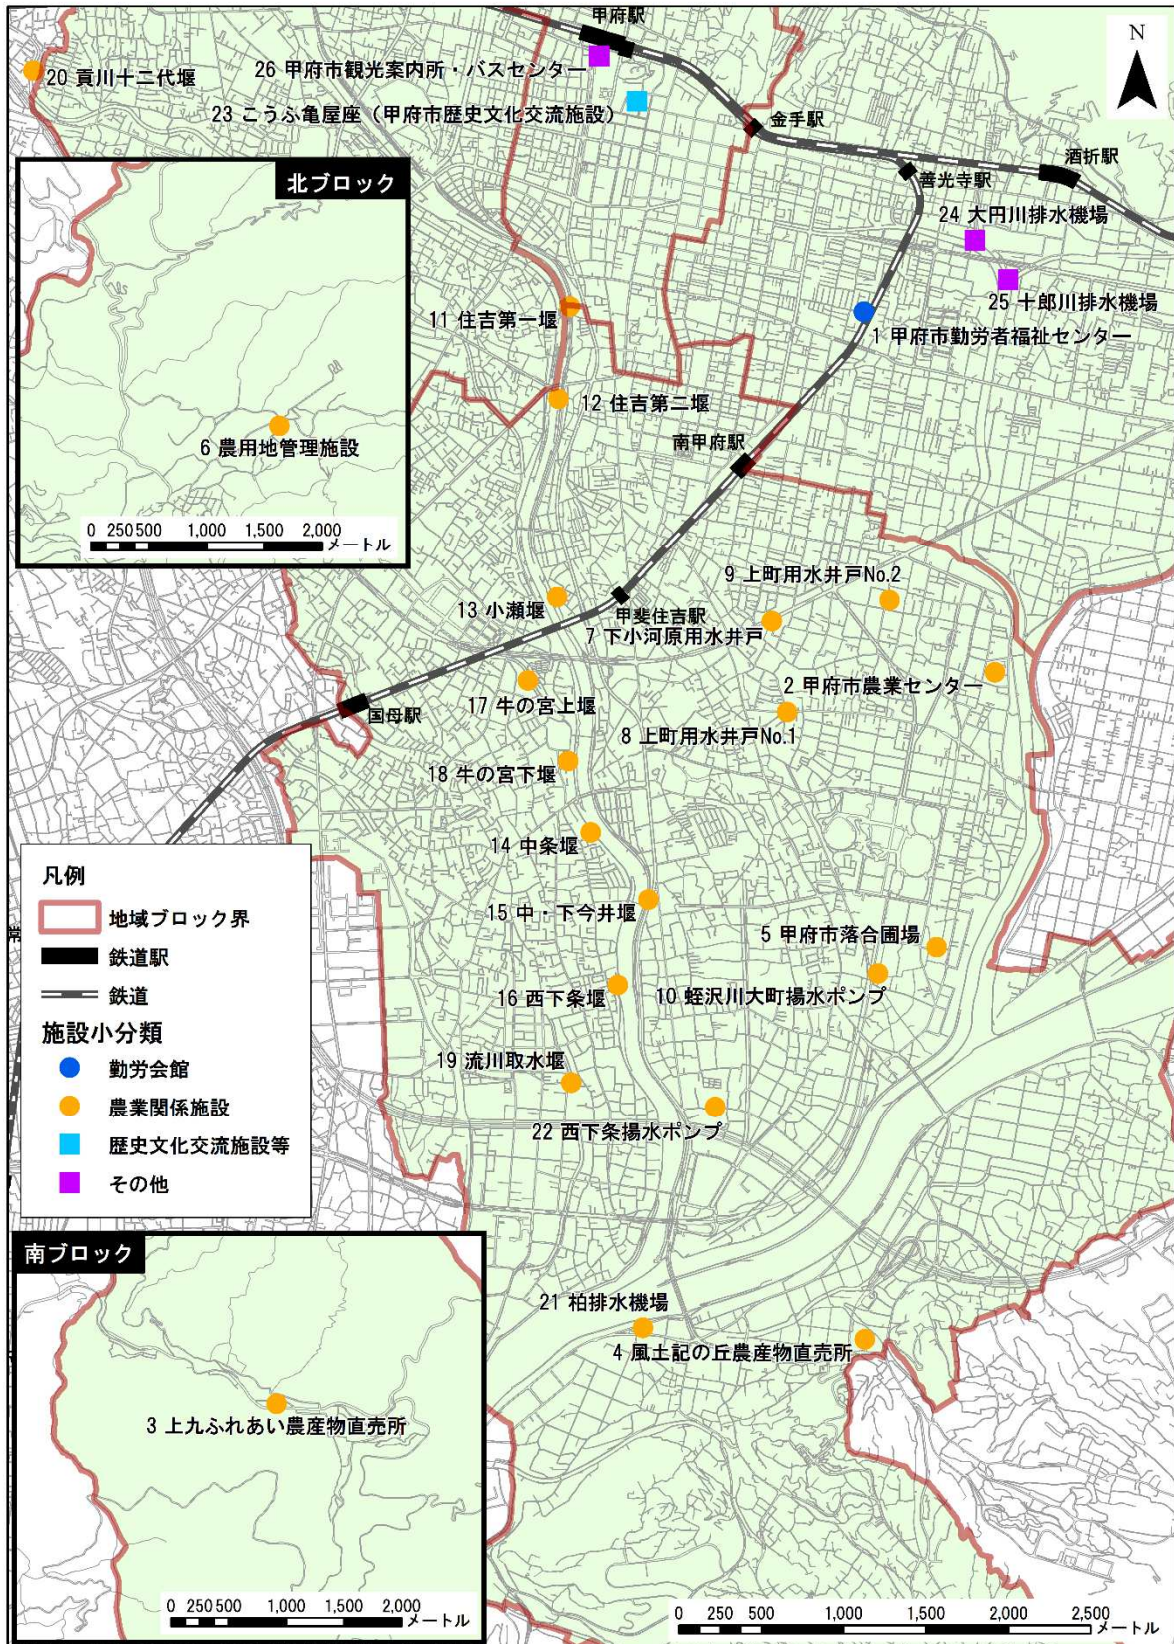 甲府駅
N
20 貢川十二代堰
26 甲府市観光案内所・バスセンター
23 こうふ亀屋座（甲府市歴史文化交流施設）
金手駅
酒折駅
善光寺駅
北ブロック
24 大円川排水機場
25 十郎川排水機場
11 住吉第一堰
1 甲府市勤労者福祉センター
12 住吉第二堰
南甲府駅
6 農用地管理施設
0 250 500 1,000 1,500 2,000 メートル
9 上町用水井戸No.2
13 小瀬堰
甲斐住吉駅
7 下小河原用水井戸
2 甲府市農業センター
17 牛の宮上堰
国母駅
8 上町用水井戸No.1
18 牛の宮下堰
14 中条堰
凡例
地域ブロック界
鉄道駅
鉄道
施設小分類
勤労会館
農業関係施設
歴史文化交流施設等
その他
15 中・下今井堰
5 甲府市落合圃場
16 西下条堰
10 蛭沢川大町揚水ポンプ
19 流川取水堰
22 西下条揚水ポンプ
南ブロック
21 柏排水機場
4 風土記の丘農産物直売所
3 上九ふれあい農産物直売所
0 250 500 1,000 1,500 2,000 メートル
0 250 500 1,000 1,500 2,000 2,500 メートル